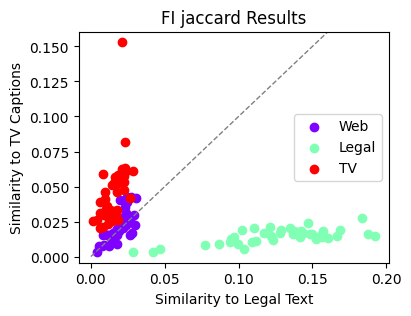 FI jaccard Results
Similarity to TV Captions
0.150
0.125
0.100
0.075
0.050
0.025
0.000
Web
Legal
TV
0.00 0.05 0.10 0.15 0.20
Similarity to Legal Text